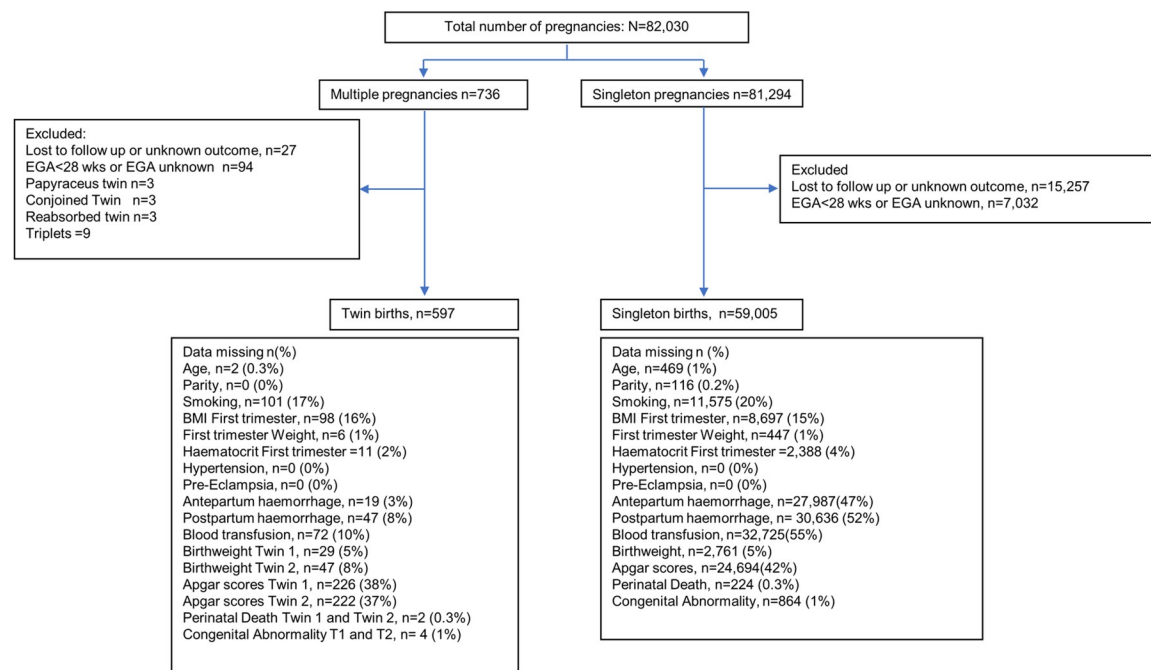 Total number of pregnancies: N=82,030
Multiple pregnancies n=736
Singleton pregnancies n=81,294
Excluded:
Lost to follow up or unknown outcome, n=27
EGA<28 wks or EGA unknown n=94
Papyraceus twin n=3
Conjoined Twin n=3
Reabsorbed twin n=3
Triplets =9
Excluded
Lost to follow up or unknown outcome, n=15,257
EGA<28 wks or EGA unknown, n=7,032
Twin births, n=597
Singleton births, n=59,005
Data missing n(%)
Age, n=2 (0.3%)
Parity, n=0 (0%)
Smoking, n=101 (17%)
BMI First trimester, n=98 (16%)
First trimester Weight, n=6 (1%)
Haematocrit First trimester =11 (2%)
Hypertension, n=0 (0%)
Pre-Eclampsia, n=0 (0%)
Antepartum haemorrhage, n=19 (3%)
Postpartum haemorrhage, n=47 (8%)
Blood transfusion, n=72 (10%)
Birthweight Twin 1, n=29 (5%)
Birthweight Twin 2, n=47 (8%)
Apgar scores Twin 1, n=226 (38%)
Apgar scores Twin 2, n=222 (37%)
Perinatal Death Twin 1 and Twin 2, n=2 (0.3%)
Congenital Abnormality T1 and T2, n= 4 (1%)
Data missing n (%)
Age, n=469 (1%)
Parity, n=116 (0.2%)
Smoking, n=11,575 (20%)
BMI First trimester, n=8,697 (15%)
First trimester Weight, n=447 (1%)
Haematocrit First trimester =2,388 (4%)
Hypertension, n=0 (0%)
Pre-Eclampsia, n=0 (0%)
Antepartum haemorrhage, n=27,987(47%)
Postpartum haemorrhage, n= 30,636 (52%)
Blood transfusion, n=32,725(55%)
Birthweight, n=2,761 (5%)
Apgar scores, n=24,694(42%)
Perinatal Death, n=224 (0.3%)
Congenital Abnormality, n=864 (1%)